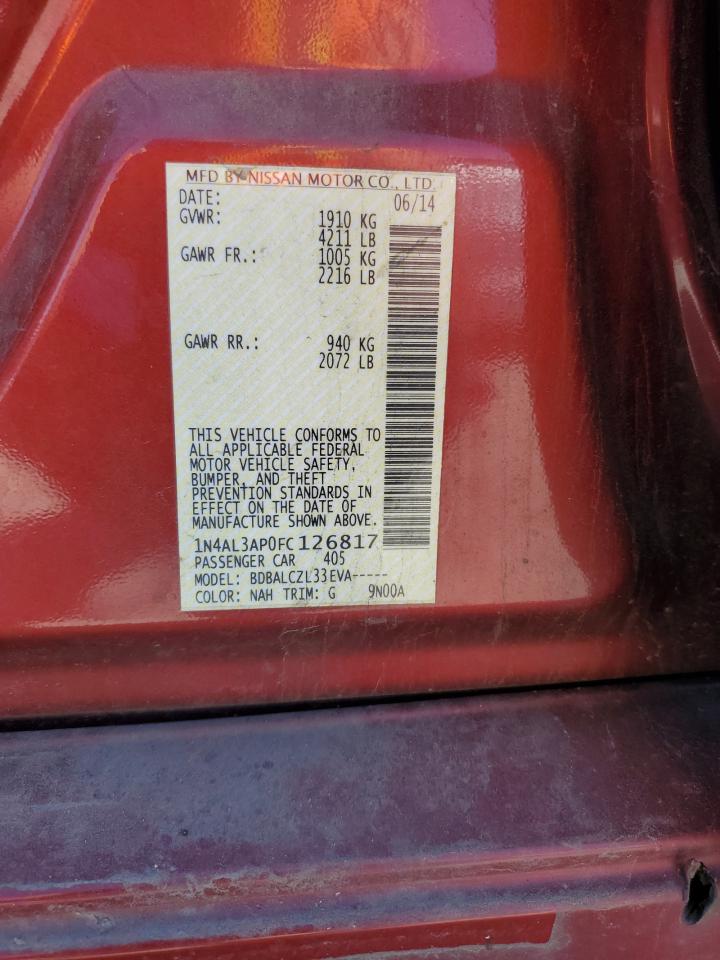 MFD BY NISSAN MOTOR CO., LTD.
DATE: 06/14
GVWR: 1910 KG
4211 LB
GAWR FR.: 1005 KG
2216 LB
GAWR RR.: 940 KG
2072 LB
THIS VEHICLE CONFORMS TO
ALL APPLICABLE FEDERAL
MOTOR VEHICLE SAFETY,
BUMPER, AND THEFT
PREVENTION STANDARDS IN
EFFECT ON THE DATE OF
MANUFACTURE SHOWN ABOVE.
1N4AL3AP0FC126817
PASSENGER CAR 405
MODEL: BDBALCZL33EVA-----
COLOR: NAH TRIM: G 9N00A